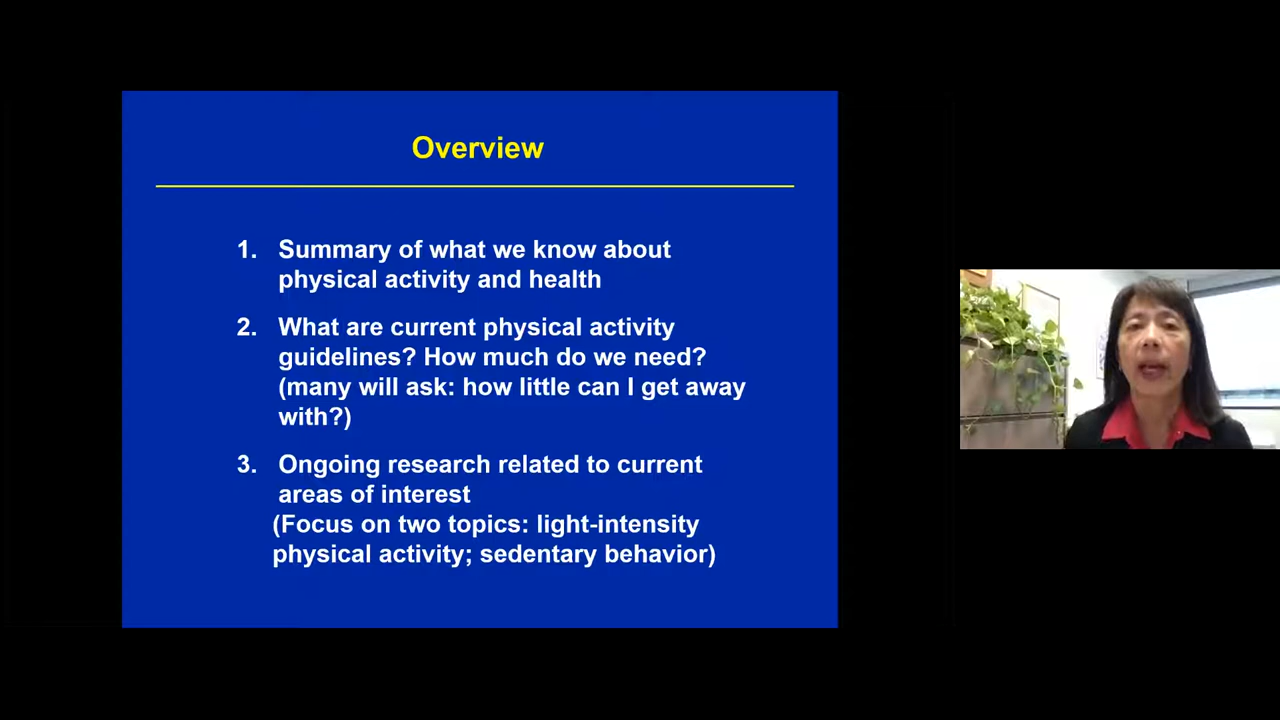 Overview
1. Summary of what we know about
physical activity and health
2. What are current physical activity
guidelines? How much do we need?
(many will ask: how little can I get away
with?)
3. Ongoing research related to current
areas of interest
(Focus on two topics: light-intensity
physical activity; sedentary behavior)